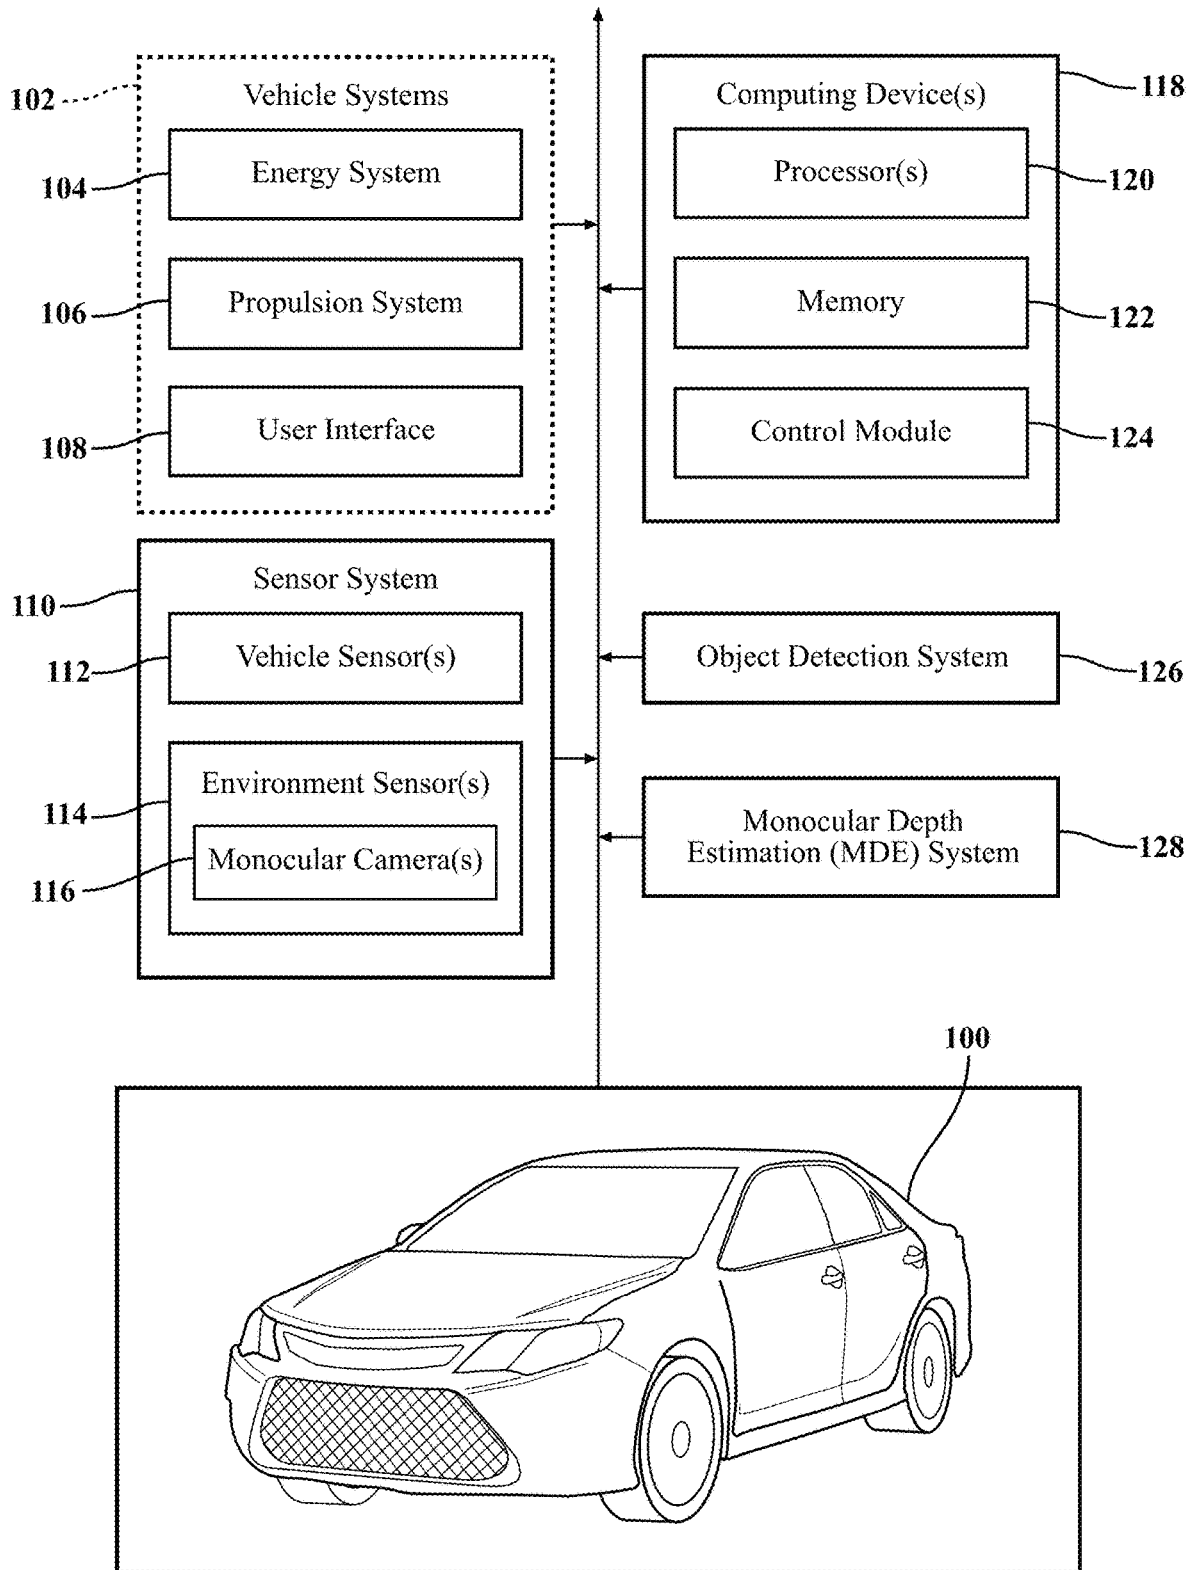 102
Vehicle Systems
104
Energy System
106
Propulsion System
108
User Interface
110
Sensor System
112
Vehicle Sensor(s)
114
Environment Sensor(s)
116
Monocular Camera(s)
118
Computing Device(s)
120
Processor(s)
122
Memory
124
Control Module
126
Object Detection System
128
Monocular Depth
Estimation (MDE) System
100